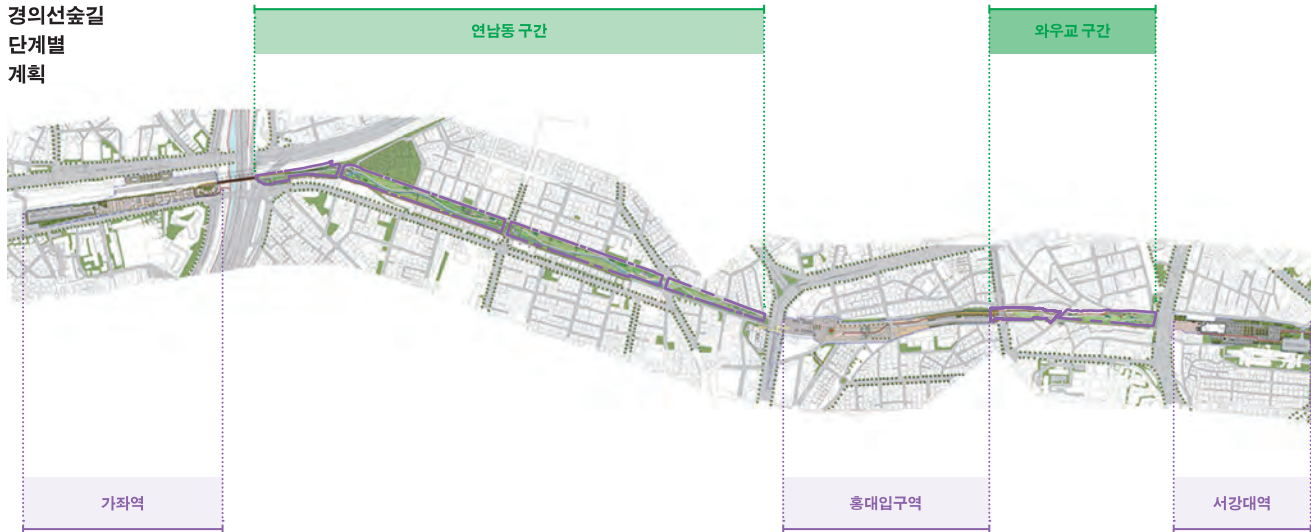 경의선숲길
단계별
계획
연남동 구간
와우교 구간
가좌역
홍대입구역
서강대역